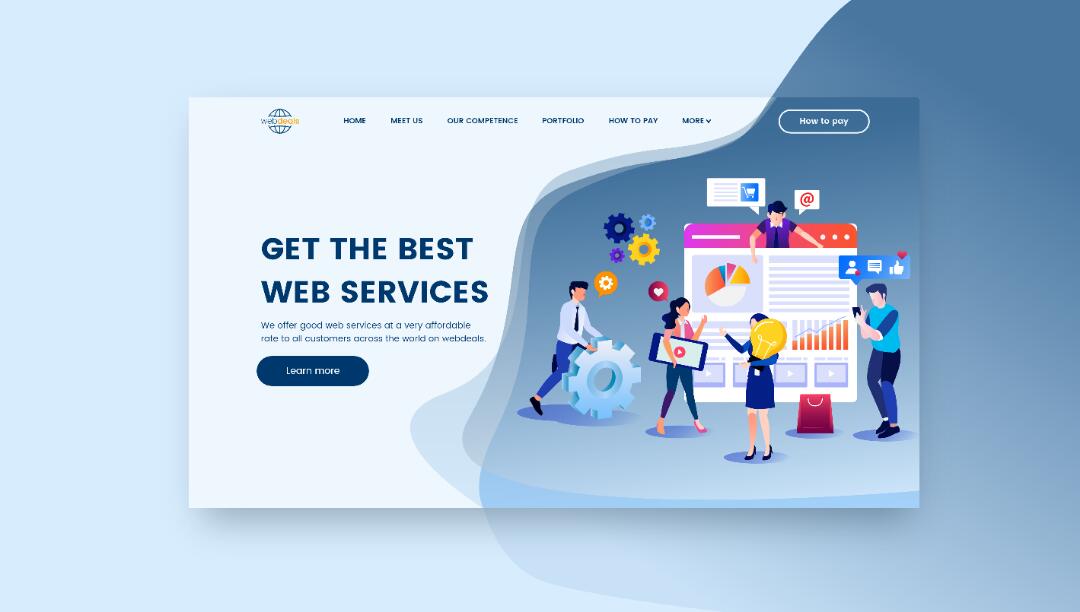 webdeals
HOME MEET US OUR COMPETENCE PORTFOLIO HOW TO PAY MORE
How to pay
@
GET THE BEST
WEB SERVICES
We offer good web services at a very affordable
rate to all customers across the world on webdeals.
Learn more